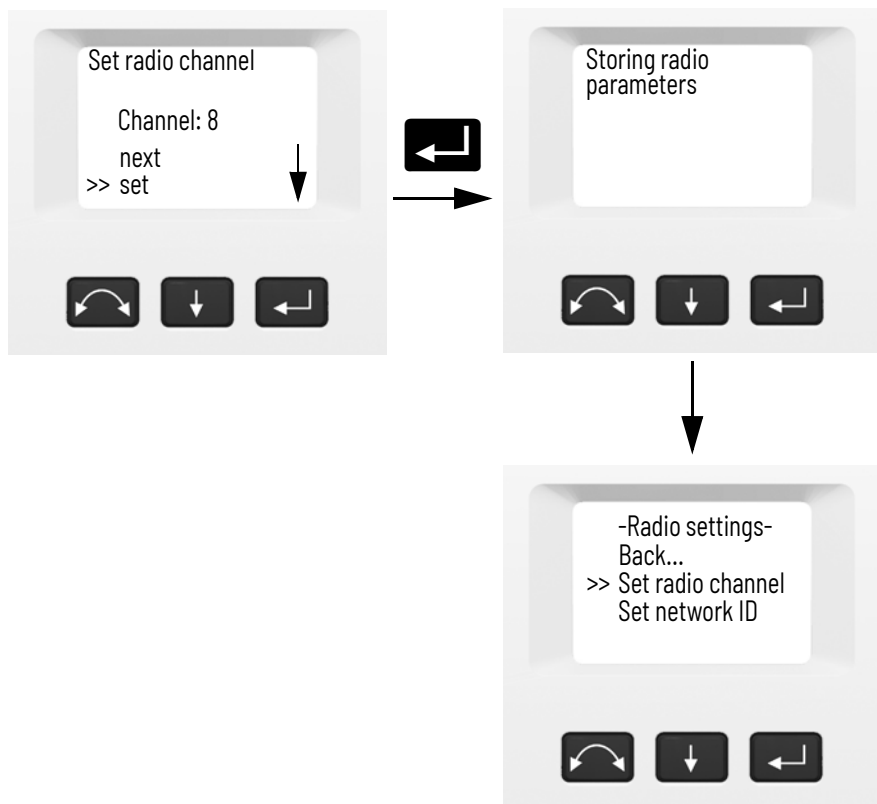 Set radio channel
Channel: 8
next
>> set
Storing radio
parameters
-Radio settings-
Back...
>> Set radio channel
Set network ID